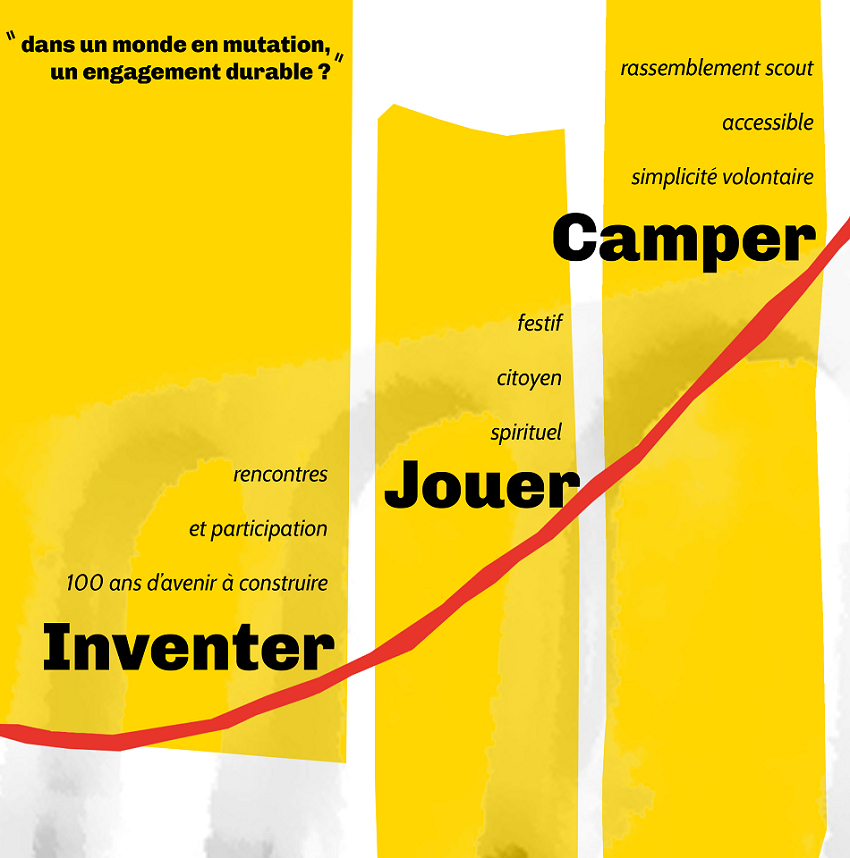 " dans un monde en mutation,
un engagement durable ? "
rassemblement scout
accessible
simplicité volontaire
Camper
festif
citoyen
spirituel
Jouer
rencontres
et participation
100 ans d'avenir à construire
Inventer